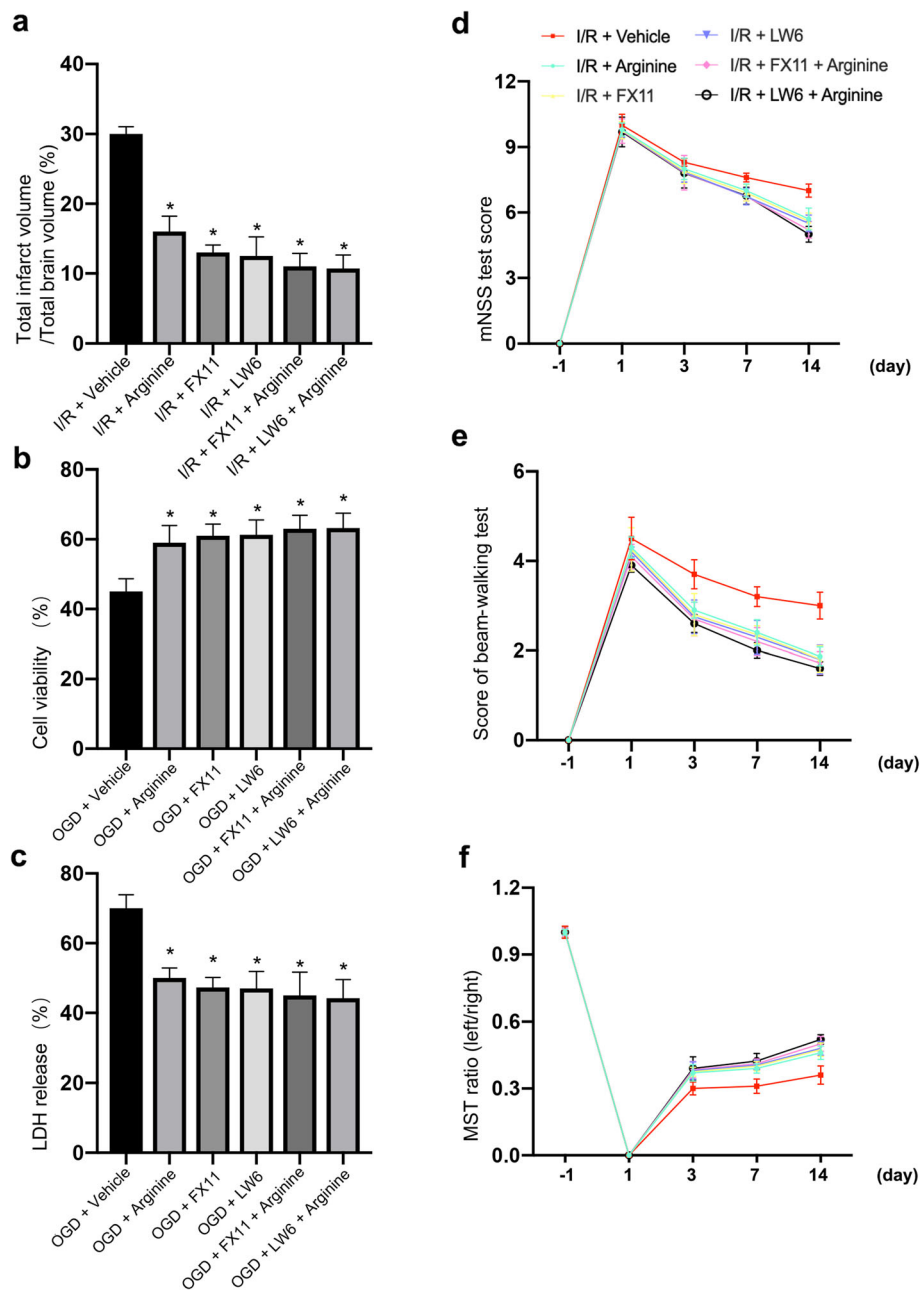 a
Total infarct volume
/Total brain volume (%)
40
30
20
10
0
*
*
*
*
*
I/R + Vehicle
I/R + Arginine
I/R + FX11
I/R + LW6
I/R + FX11 + Arginine
I/R + LW6 + Arginine
b
Cell viability (%)
80
60
40
20
0
*
*
*
*
*
OGD + Vehicle
OGD + Arginine
OGD + FX11
OGD + LW6
OGD + FX11 + Arginine
OGD + LW6 + Arginine
c
LDH release (%)
80
60
40
20
0
*
*
*
*
*
OGD + Vehicle
OGD + Arginine
OGD + FX11
OGD + LW6
OGD + FX11 + Arginine
OGD + LW6 + Arginine
d
I/R + Vehicle
I/R + Arginine
I/R + FX11
I/R + LW6
I/R + FX11 + Arginine
I/R + LW6 + Arginine
mNSS test score
12
9
6
3
0
-1 1 3 7 14 (day)
e
Score of beam-walking test
6
4
2
0
-1 1 3 7 14 (day)
f
MST ratio (left/right)
1.2
0.9
0.6
0.3
0.0
-1 1 3 7 14 (day)